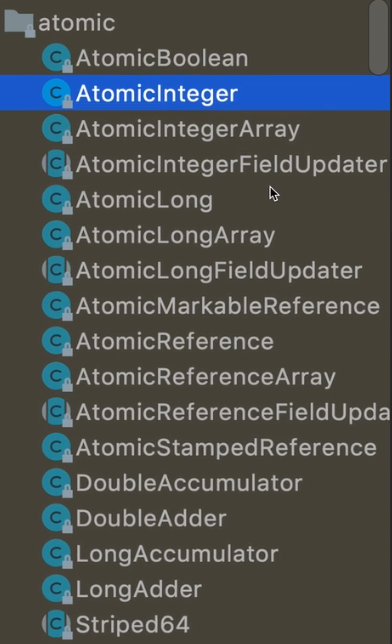 atomic
AtomicBoolean
AtomicInteger
AtomicIntegerArray
AtomicIntegerFieldUpdater
AtomicLong
AtomicLongArray
AtomicLongFieldUpdater
AtomicMarkableReference
AtomicReference
AtomicReferenceArray
AtomicReferenceFieldUpda
AtomicStampedReference
DoubleAccumulator
DoubleAdder
LongAccumulator
LongAdder
Striped64